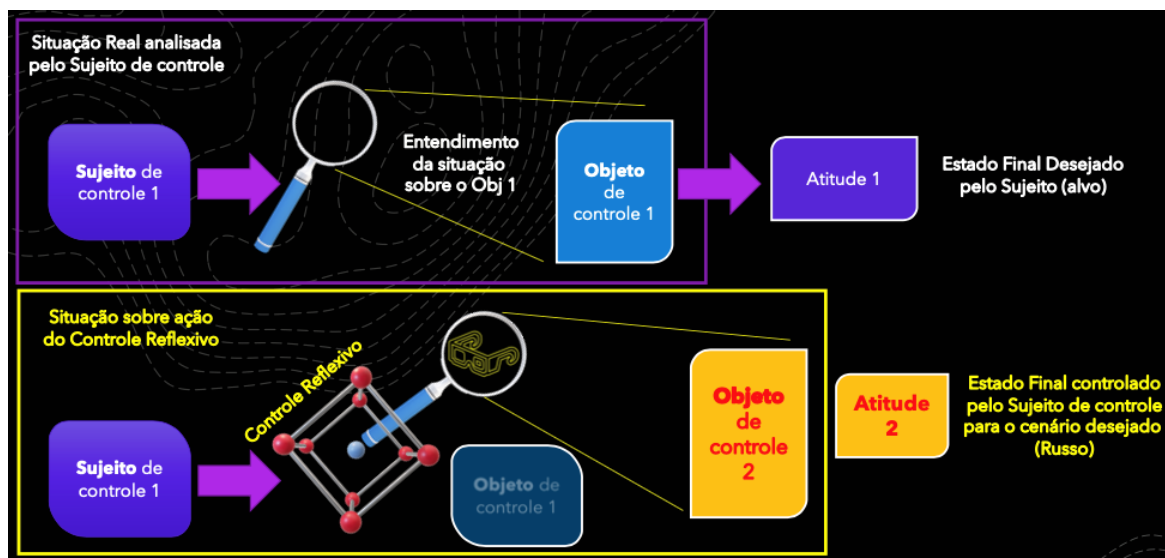 Situação Real analisada
pelo Sujeito de controle
Sujeito de
controle 1
Entendimento
da situação
sobre o Obj 1
Objeto
de
controle 1
Atitude 1
Estado Final Desejado
pelo Sujeito (alvo)
Situação sobre ação
do Controle Reflexivo
Sujeito de
controle 1
Controle Reflexivo
Objeto de
controle 1
Objeto
de
controle
2
Atitude
2
Estado Final controlado
pelo Sujeito de controle
para o cenário desejado
(Russo)